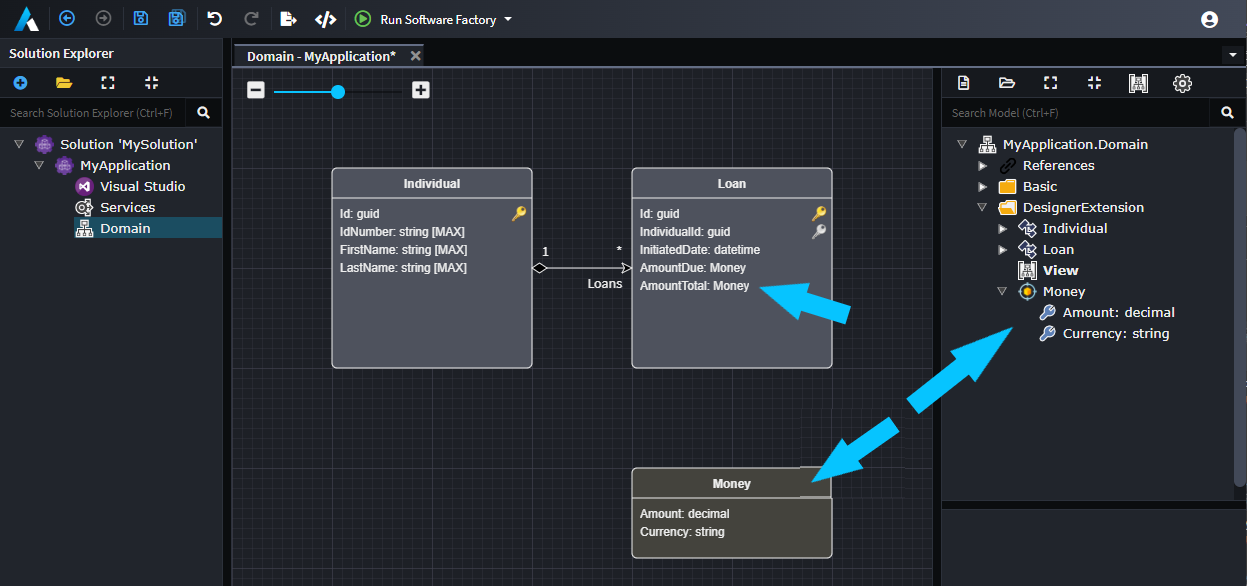 Run Software Factory
Solution Explorer
Search Solution Explorer (Ctrl+F)
Solution 'MySolution'
MyApplication
Visual Studio
Services
Domain
Domain - MyApplication*
Individual
Id: guid
IdNumber: string [MAX]
FirstName: string [MAX]
LastName: string [MAX]
1
*
Loans
Loan
Id: guid
IndividualId: guid
InitiatedDate: datetime
AmountDue: Money
AmountTotal: Money
Money
Amount: decimal
Currency: string
Search Model (Ctrl+F)
MyApplication.Domain
References
Basic
DesignerExtension
Individual
Loan
View
Money
Amount: decimal
Currency: string